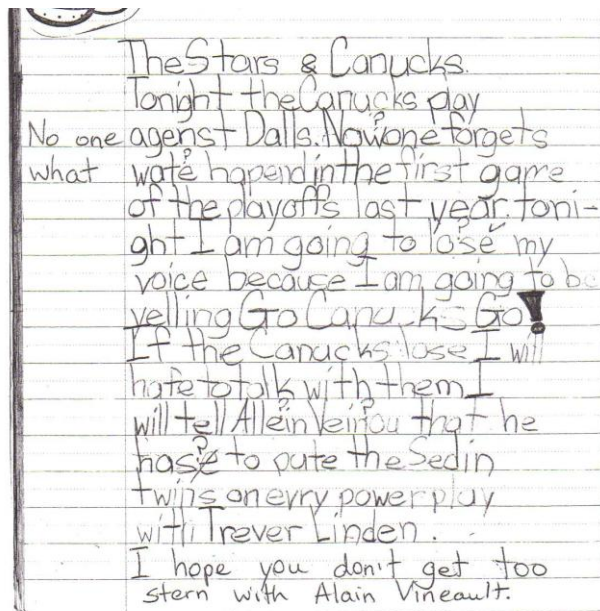 The Stars & Canucks.
Tonight the Canucks play
No one agenst Dalls. Nowone forgets
what wate hapend in the first game
of the playoffs last year. toni-
ght I am going to lose my
voice because I am going to be
yelling Go Canucks Go!
If the Canucks lose I will
hafe to talk with them I
will tell Allein Veinou that he
hase to pute the Sedin
twins on evry power play
with Trever Linden.
I hope you don't get too
stern with Alain Vineault.